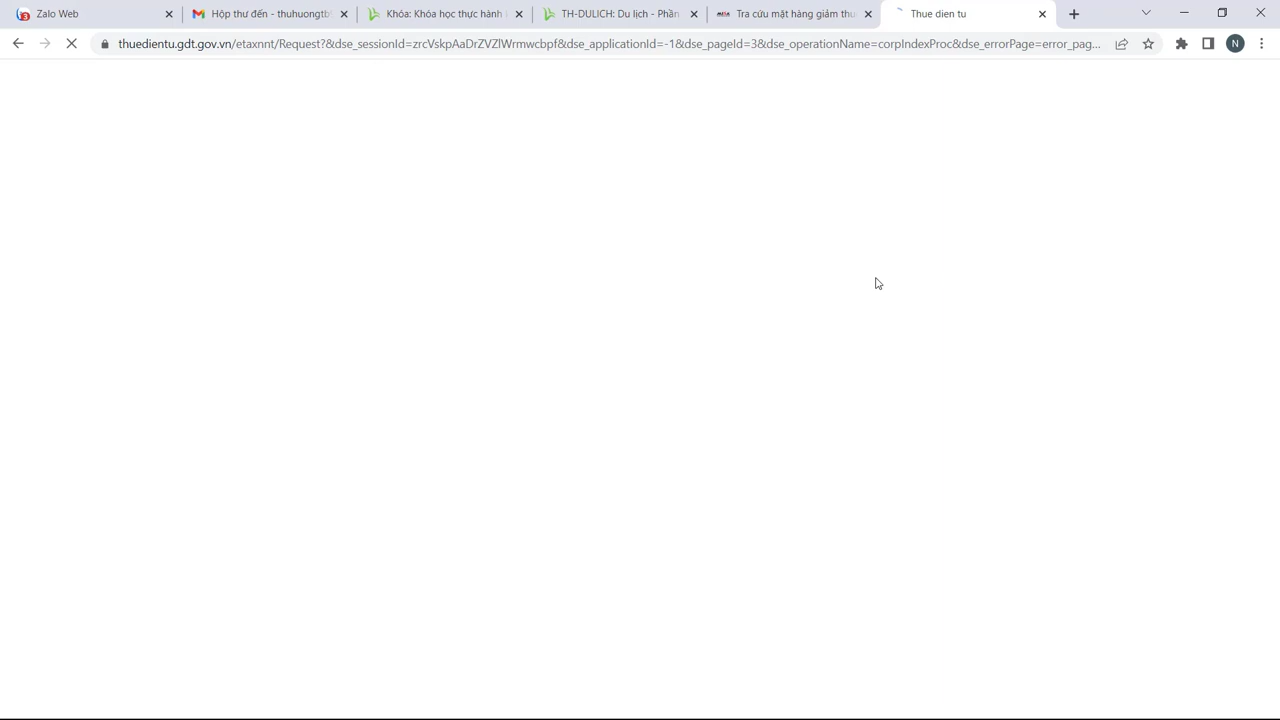 Zalo Web
Hộp thư đến - thuhuongtb
Khóa: Khóa học thực hành
TH-DULICH: Du lịch - Phần
Tra cứu mặt hàng giảm thu
Thue dien tu
thuedientu.gdt.gov.vn/etaxnnt/Request?&dse_sessionId=zrcVskpAaDrZVZlWrmwcbpf&dse_applicationId=-1&dse_pageId=3&dse_operationName=corpIndexProc&dse_errorPage=error_pag...
N